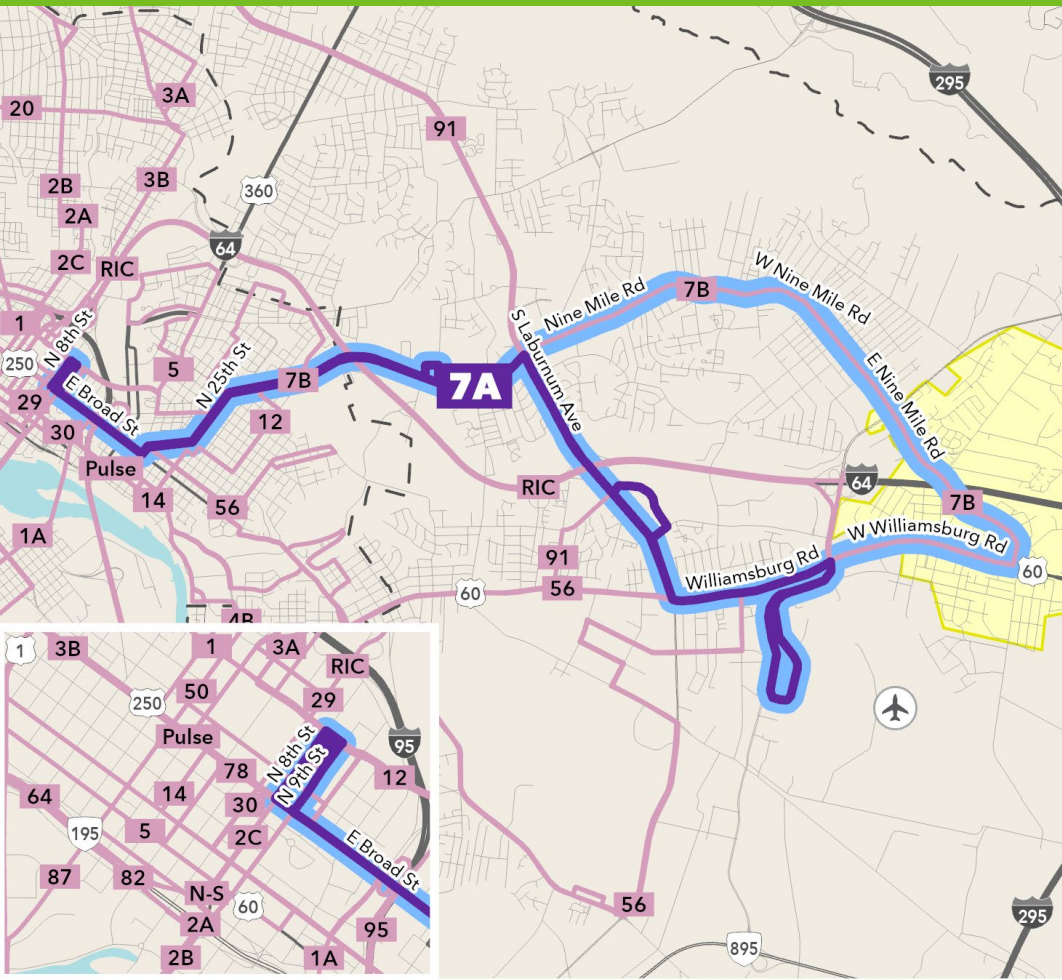 295
3A
20
91
3B
2B
360
2A
64
2C
RIC
W Nine Mile Rd
Nine Mile Rd
7B
1
N 8th St
S Laburnum Ave
250
5
N 25th St
7B
7A
E Nine Mile Rd
29
E Broad St
12
30
Pulse
RIC
64
14
56
7B
1A
W Williamsburg Rd
91
Williamsburg Rd
56
60
60
4B
1
3B
1
3A
RIC
50
29
250
Pulse
N 8th St
N 9th St
95
78
12
64
14
30
195
5
2C
E Broad St
87
82
N-S
60
2A
95
2B
1A
56
295
895